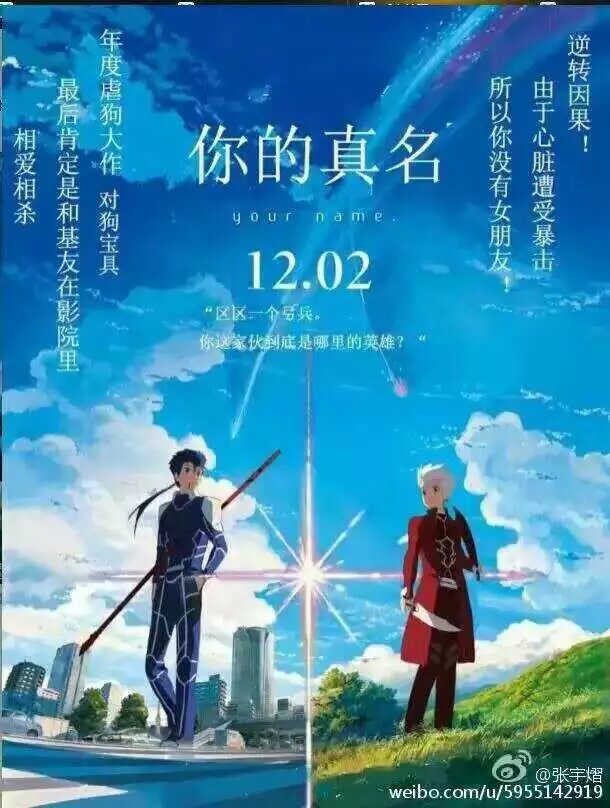 逆转因果！
由于心脏遭受暴击
所以你没有女朋友！
年度虐狗大作 对狗宝具
最后肯定是和基友在影院里
相爱相杀
你的真名
your name.
12.02
“区区一个弓兵。
你这家伙到底是哪里的英雄？“
@张宇熠
weibo.com/u/5955142919